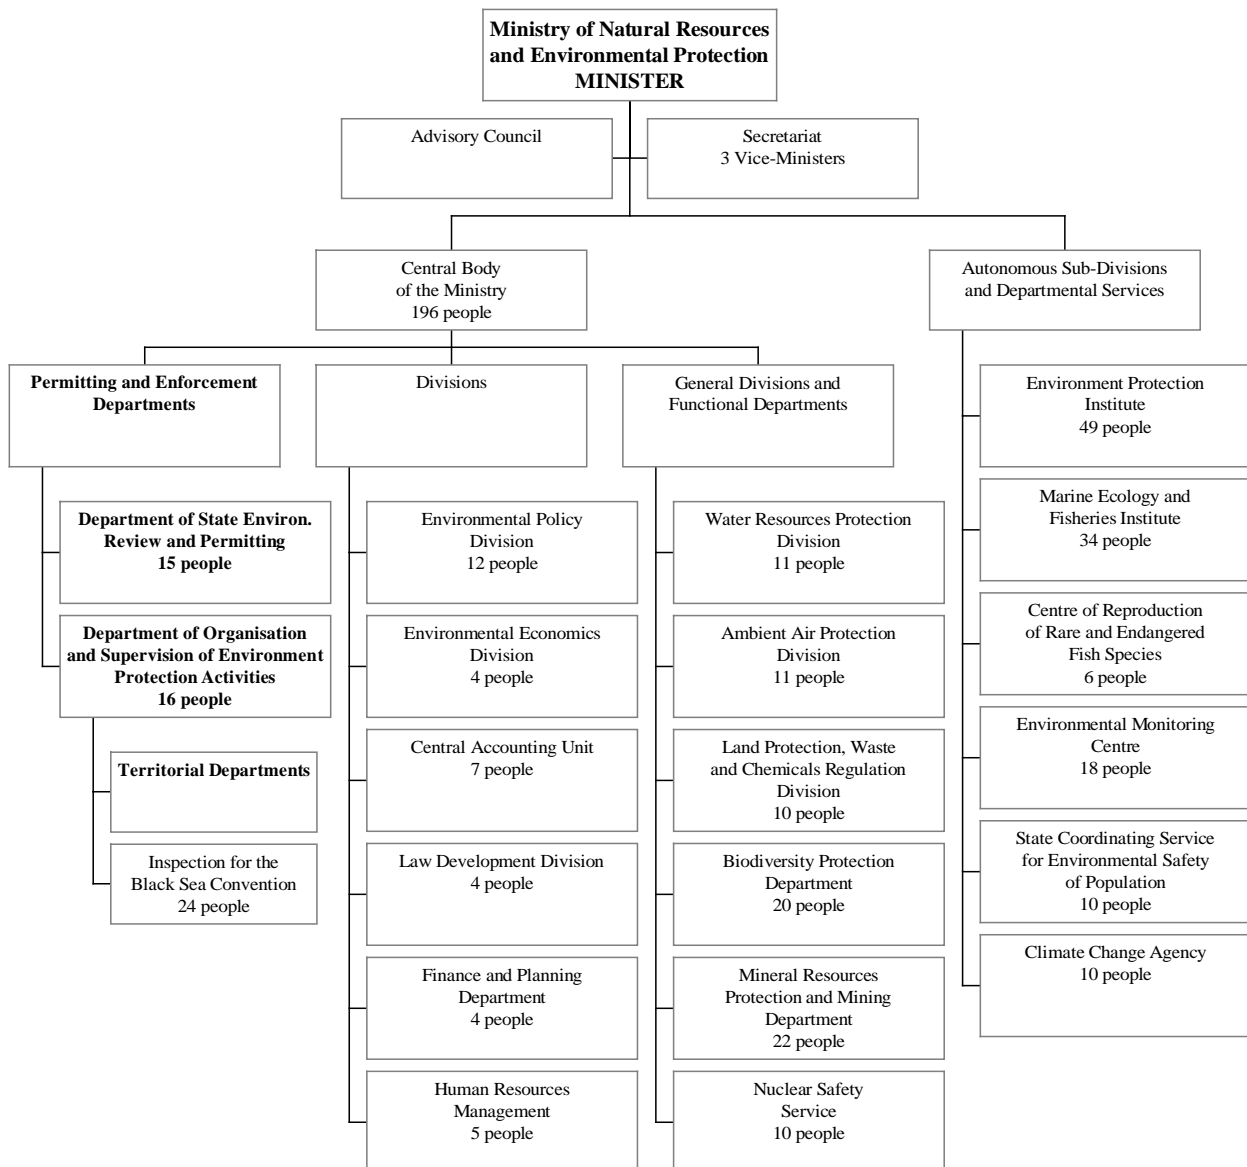 Ministry of Natural Resources
and Environmental Protection
MINISTER
Advisory Council
Secretariat
3 Vice-Ministers
Central Body
of the Ministry
196 people
Autonomous Sub-Divisions
and Departmental Services
Permitting and Enforcement
Departments
Department of State Environ.
Review and Permitting
15 people
Department of Organisation
and Supervision of Environment
Protection Activities
16 people
Territorial Departments
Inspection for the
Black Sea Convention
24 people
Divisions
Environmental Policy
Division
12 people
Environmental Economics
Division
4 people
Central Accounting Unit
7 people
Law Development Division
4 people
Finance and Planning
Department
4 people
Human Resources
Management
5 people
General Divisions and
Functional Departments
Water Resources Protection
Division
11 people
Ambient Air Protection
Division
11 people
Land Protection, Waste
and Chemicals Regulation
Division
10 people
Biodiversity Protection
Department
20 people
Mineral Resources
Protection and Mining
Department
22 people
Nuclear Safety
Service
10 people
Environment Protection
Institute
49 people
Marine Ecology and
Fisheries Institute
34 people
Centre of Reproduction
of Rare and Endangered
Fish Species
6 people
Environmental Monitoring
Centre
18 people
State Coordinating Service
for Environmental Safety
of Population
10 people
Climate Change Agency
10 people